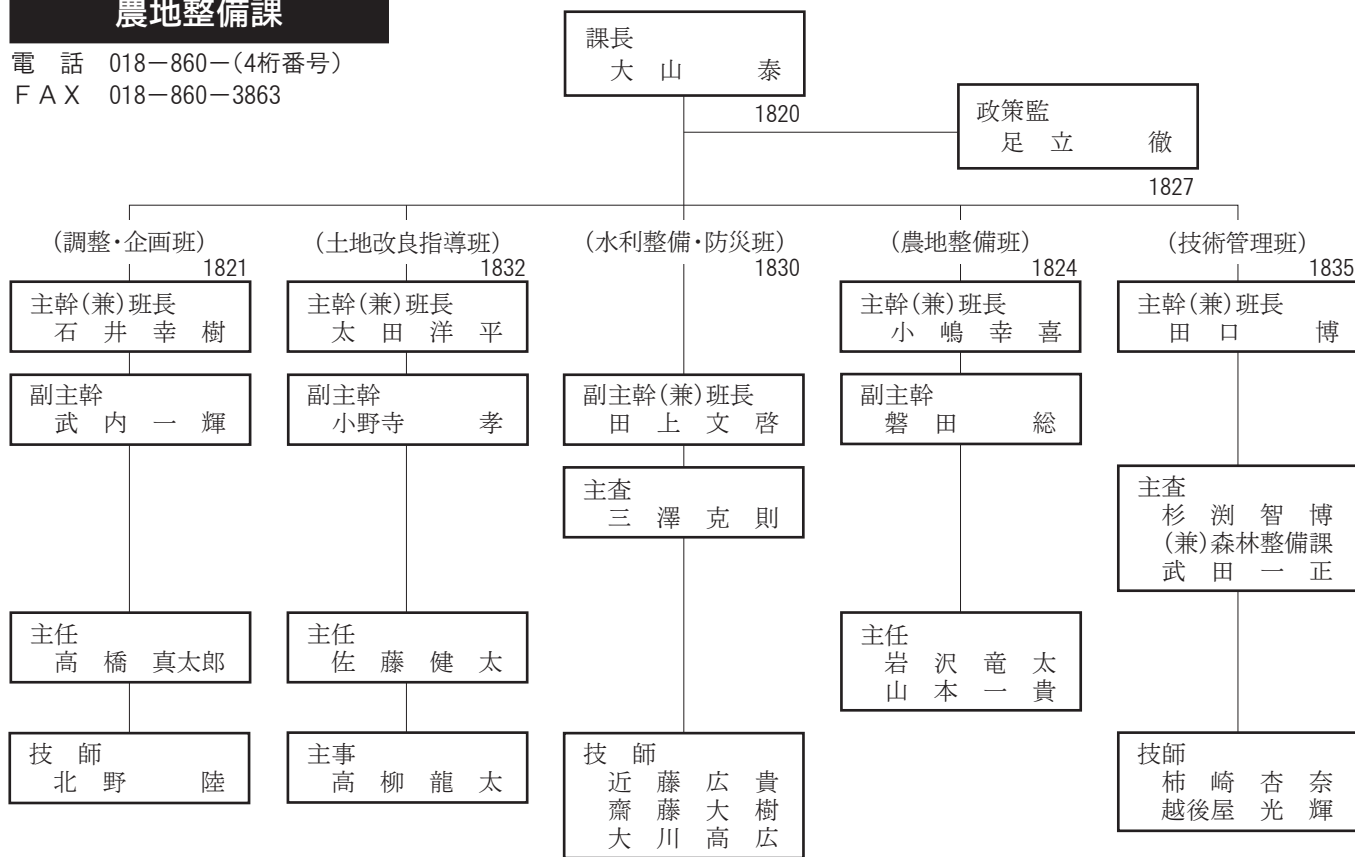 農地整備課
電　話　018－860－(4桁番号)
ＦＡＸ　018－860－3863
課長
大　山　　　泰
1820
政策監
足　立　　　徹
1827
(調整・企画班)
1821
主幹(兼)班長
石　井　幸　樹
副主幹
武　内　一　輝
主任
高　橋　真太郎
技　師
北　野　　　陸
(土地改良指導班)
1832
主幹(兼)班長
太　田　洋　平
副主幹
小野寺　　　孝
主任
佐　藤　健　太
主事
高　柳　龍　太
(水利整備・防災班)
1830
副主幹(兼)班長
田　上　文　啓
主査
三　澤　克　則
技　師
近　藤　広　貴
齋　藤　大　樹
大　川　高　広
(農地整備班)
1824
主幹(兼)班長
小　嶋　幸　喜
副主幹
磐　田　　　総
主任
岩　沢　竜　太
山　本　一　貴
(技術管理班)
1835
主幹(兼)班長
田　口　　　博
主査
杉　渕　智　博
(兼)森林整備課
武　田　一　正
技師
柿　崎　杏　奈
越後屋　光　輝